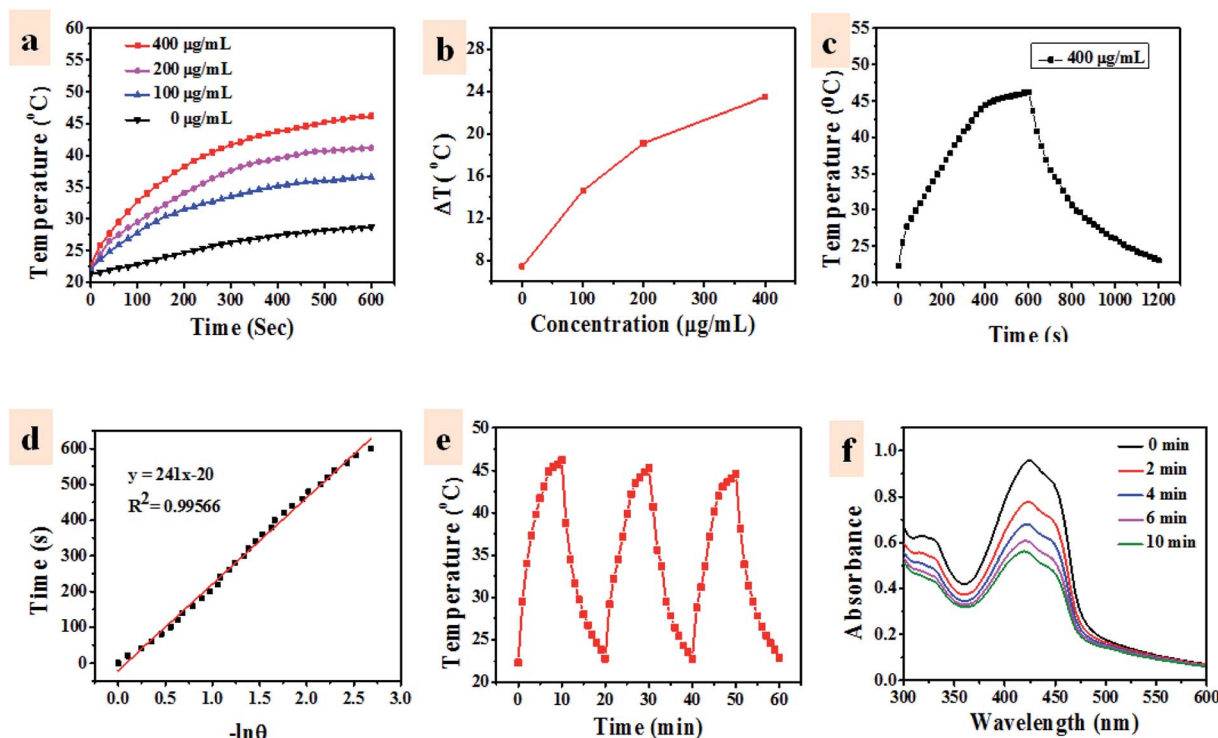 a
60
55
50
45
40
35
30
25
20
Temperature (°C)
400 µg/mL
200 µg/mL
100 µg/mL
0 µg/mL
0 100 200 300 400 500 600
Time (Sec)
b
28
24
20
16
12
8
ΔT( °C)
0 100 200 300 400
Concentration (µg/mL)
c
55
50
45
40
35
30
25
20
Temperature (⁰C)
400 µg/mL
0 200 400 600 800 1000 1200
Time (s)
d
600
500
400
300
200
100
0
Time (s)
y = 241x-20
R²= 0.99566
0.0 0.5 1.0 1.5 2.0 2.5 3.0
-lnθ
e
50
45
40
35
30
25
20
Temperature (°C)
0 10 20 30 40 50 60
Time (min)
f
1.0
0.8
0.6
0.4
0.2
0.0
Absorbance
0 min
2 min
4 min
6 min
10 min
300 350 400 450 500 550 600
Wavelength (nm)